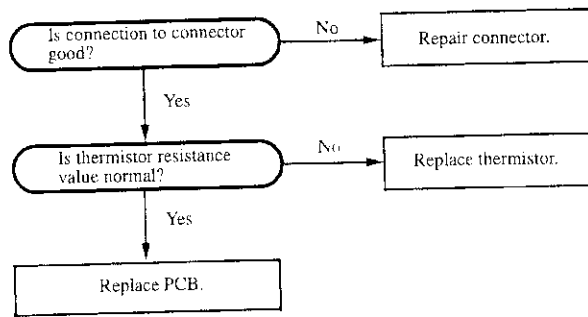 Is connection to connector
good?
No
Repair connector.
Yes
Is thermistor resistance
value normal?
No
Replace thermistor.
Yes
Replace PCB.